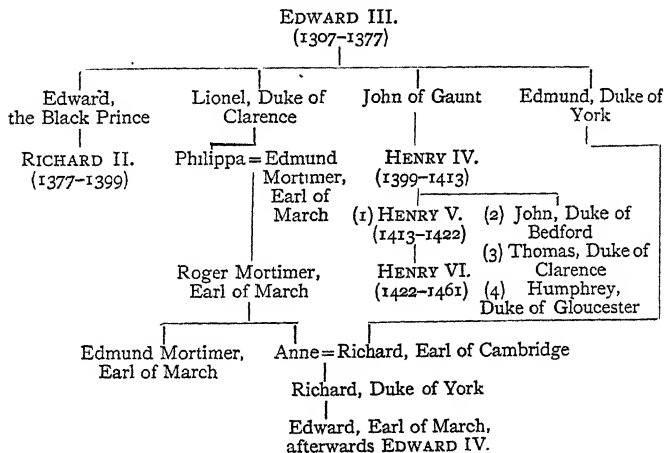 EDWARD III.
(1307–1377)
Edward,
the Black Prince
Lionel, Duke of
Clarence
John of Gaunt
Edmund, Duke of
York
RICHARD II.
(1377–1399)
Philippa = Edmund
Mortimer,
Earl of
March
HENRY IV.
(1399–1413)
(1) HENRY V.
(1413–1422)
(2) John, Duke of
Bedford
(3) Thomas, Duke of
Clarence
(4) Humphrey,
Duke of Gloucester
HENRY VI.
(1422–1461)
Roger Mortimer,
Earl of March
Edmund Mortimer,
Earl of March
Anne = Richard, Earl of Cambridge
Richard, Duke of York
Edward, Earl of March,
afterwards EDWARD IV.